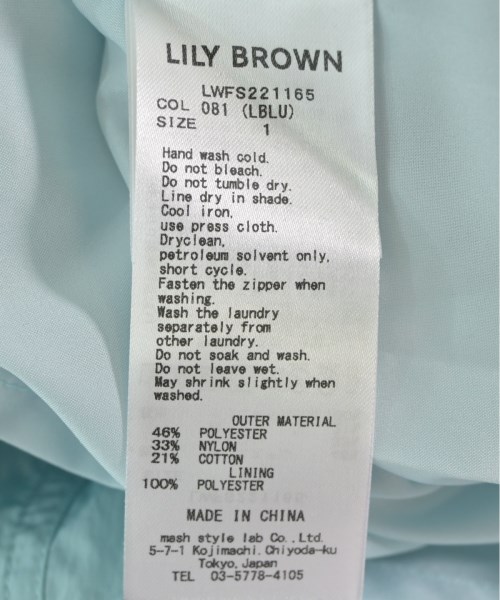 LILY BROWN
LWFS221165
COL 081 (LBLU)
SIZE 1
Hand wash cold.
Do not bleach.
Do not tumble dry.
Line dry in shade.
Cool iron.
use press cloth.
Dryclean,
petroleum solvent only,
short cycle.
Fasten the zipper when
washing.
Wash the laundry
separately from
other laundry.
Do not soak and wash.
Do not leave wet.
May shrink slightly when
washed.
OUTER MATERIAL
46% POLYESTER
33% NYLON
21% COTTON
LINING
100% POLYESTER
MADE IN CHINA
mash style lab Co.,Ltd.
5-7-1 Kojimachi, Chiyoda-ku
Tokyo, Japan
TEL 03-5778-4105